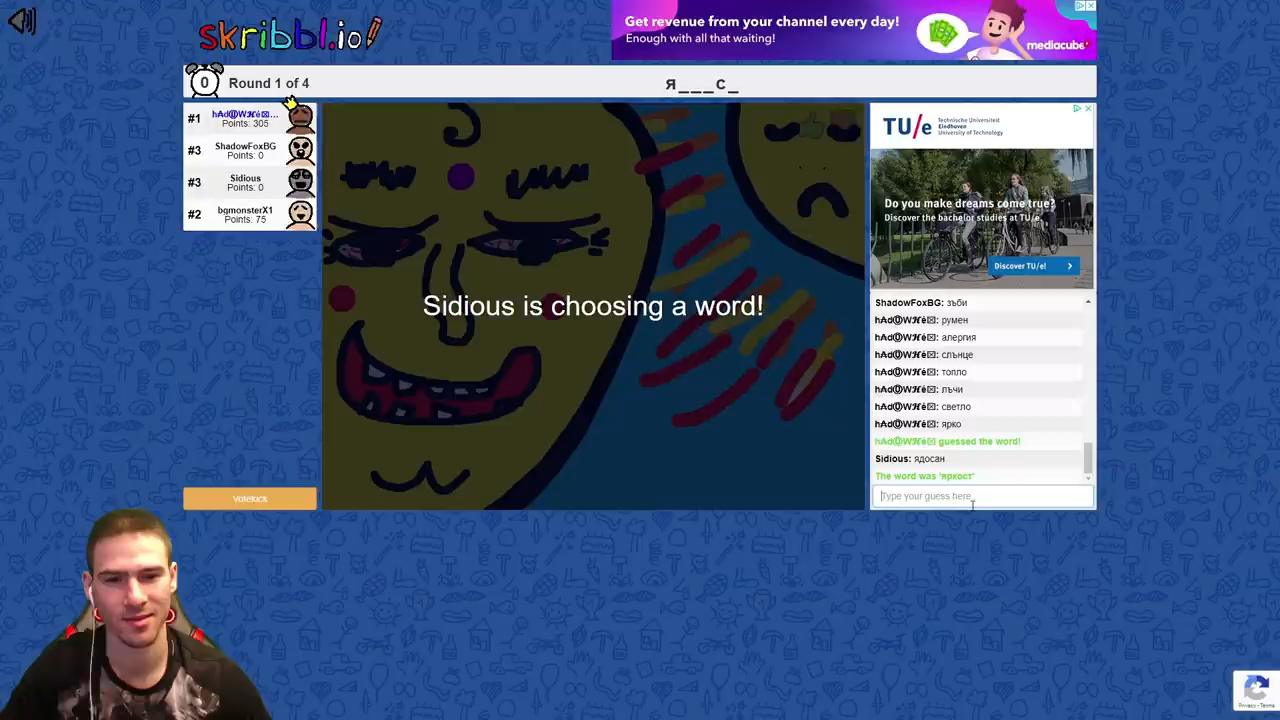 skribbl.io
Get revenue from your channel every day!
Enough with all that waiting!
mediacube
0
Round 1 of 4
я___с_
#1
Points: 305
#3
ShadowFoxBG
Points: 0
#3
Sidious
Points: 0
#2
bgmonsterX1
Points: 75
Votekick
Sidious is choosing a word!
TU/e
Technische Universiteit
Eindhoven
University of Technology
Do you make dreams come true?
Discover the bachelor studies at TU/e.
Discover TU/e!
ShadowFoxBG: зъби
румен
алергия
слънце
топло
лъчи
светло
ярко
guessed the word!
Sidious: ядосан
The word was 'яркост'
Type your guess here...
Privacy - Terms